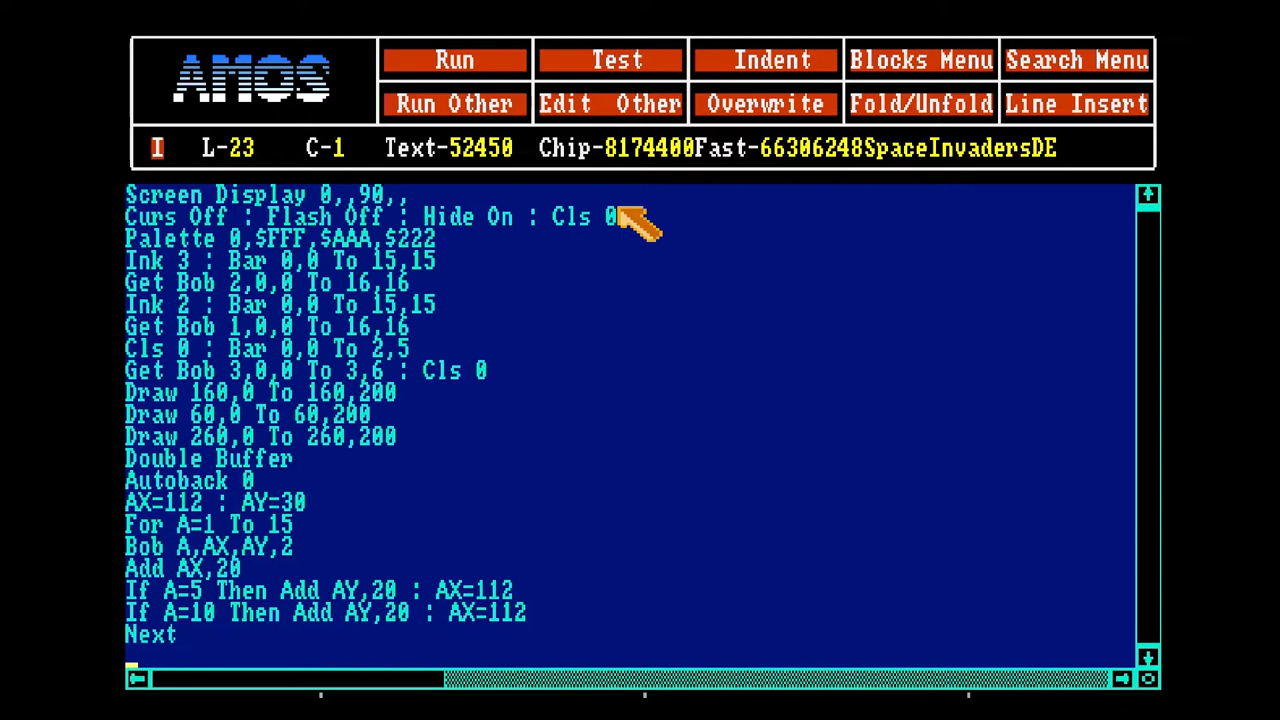 AMOS
Run Test Indent Blocks Menu Search Menu
Run Other Edit Other Overwrite Fold/Unfold Line Insert
I L-23 C-1 Text-52450 Chip-8174400Fast-66306248SpaceInvadersDE
Screen Display 0,,90,,
Curs Off : Flash Off : Hide On : Cls 0
Palette 0,$FFF,$AAA,$222
Ink 3 : Bar 0,0 To 15,15
Get Bob 2,0,0 To 16,16
Ink 2 : Bar 0,0 To 15,15
Get Bob 1,0,0 To 16,16
Cls 0 : Bar 0,0 To 2,5
Get Bob 3,0,0 To 3,6 : Cls 0
Draw 160,0 To 160,200
Draw 60,0 To 60,200
Draw 260,0 To 260,200
Double Buffer
Autoback 0
AX=112 : AY=30
For A=1 To 15
Bob A,AX,AY,2
Add AX,20
If A=5 Then Add AY,20 : AX=112
If A=10 Then Add AY,20 : AX=112
Next